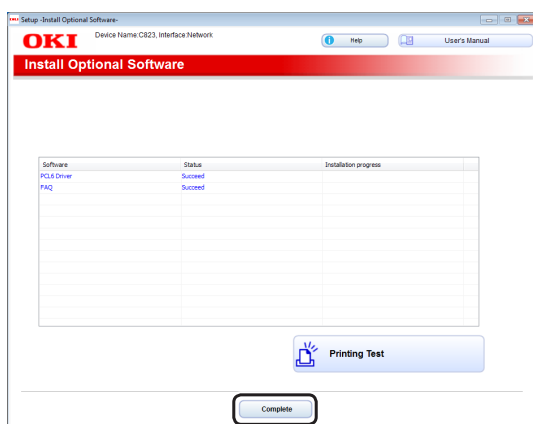 OKI Setup -Install Optional Software-
OKI Device Name:C823, Interface:Network Help User's Manual
Install Optional Software
Software Status Installation progress
PCL6 Driver Succeed
FAQ Succeed
Printing Test
Complete